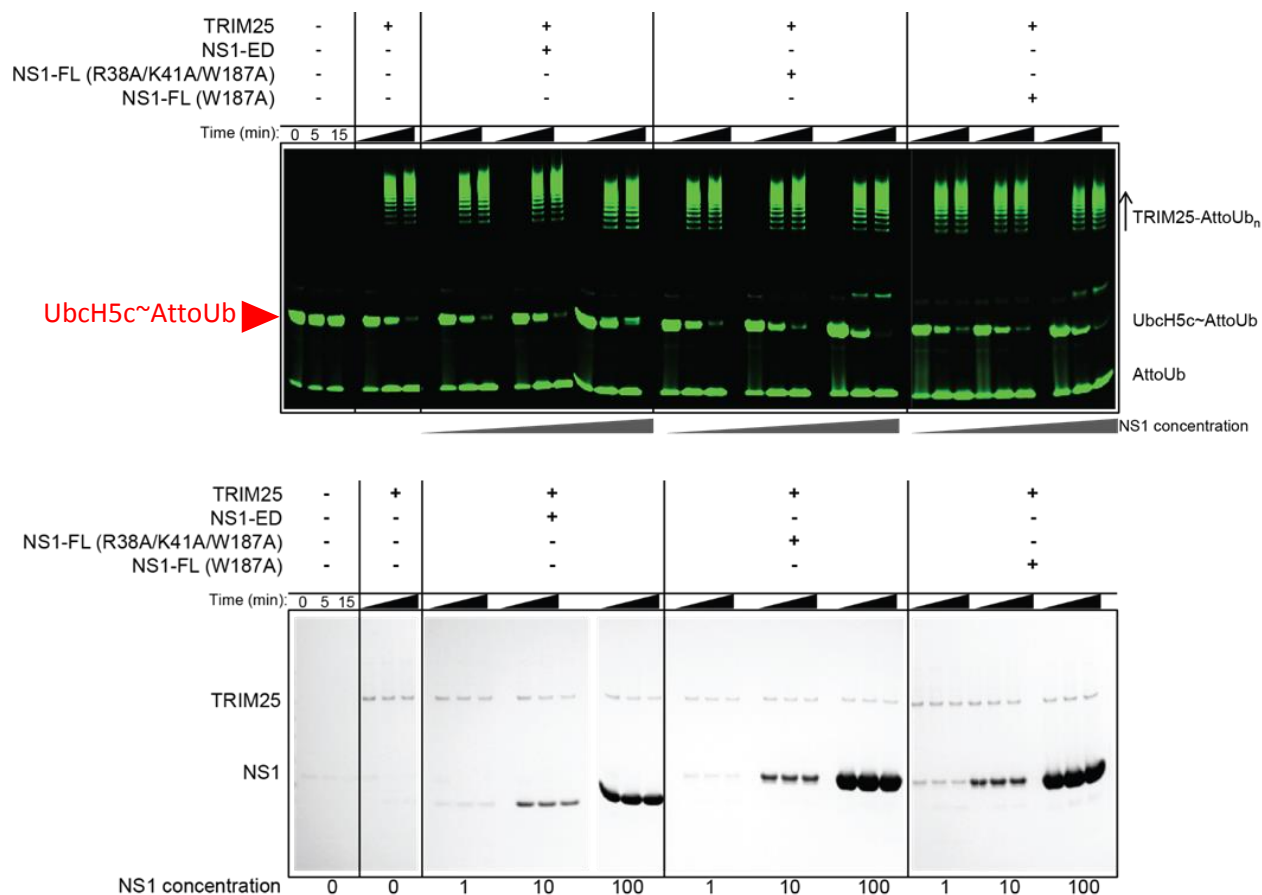 TRIM25 - + + + +
NS1-ED - - + - -
NS1-FL (R38A/K41A/W187A) - - - + -
NS1-FL (W187A) - - - - +
Time (min): 0 5 15
TRIM25-AttoUbn
UbcH5c~AttoUb
UbcH5c~AttoUb
AttoUb
NS1 concentration
TRIM25 - + + + +
NS1-ED - - + - -
NS1-FL (R38A/K41A/W187A) - - - + -
NS1-FL (W187A) - - - - +
Time (min): 0 5 15
TRIM25
NS1
NS1 concentration 0 0 1 10 100 1 10 100 1 10 100